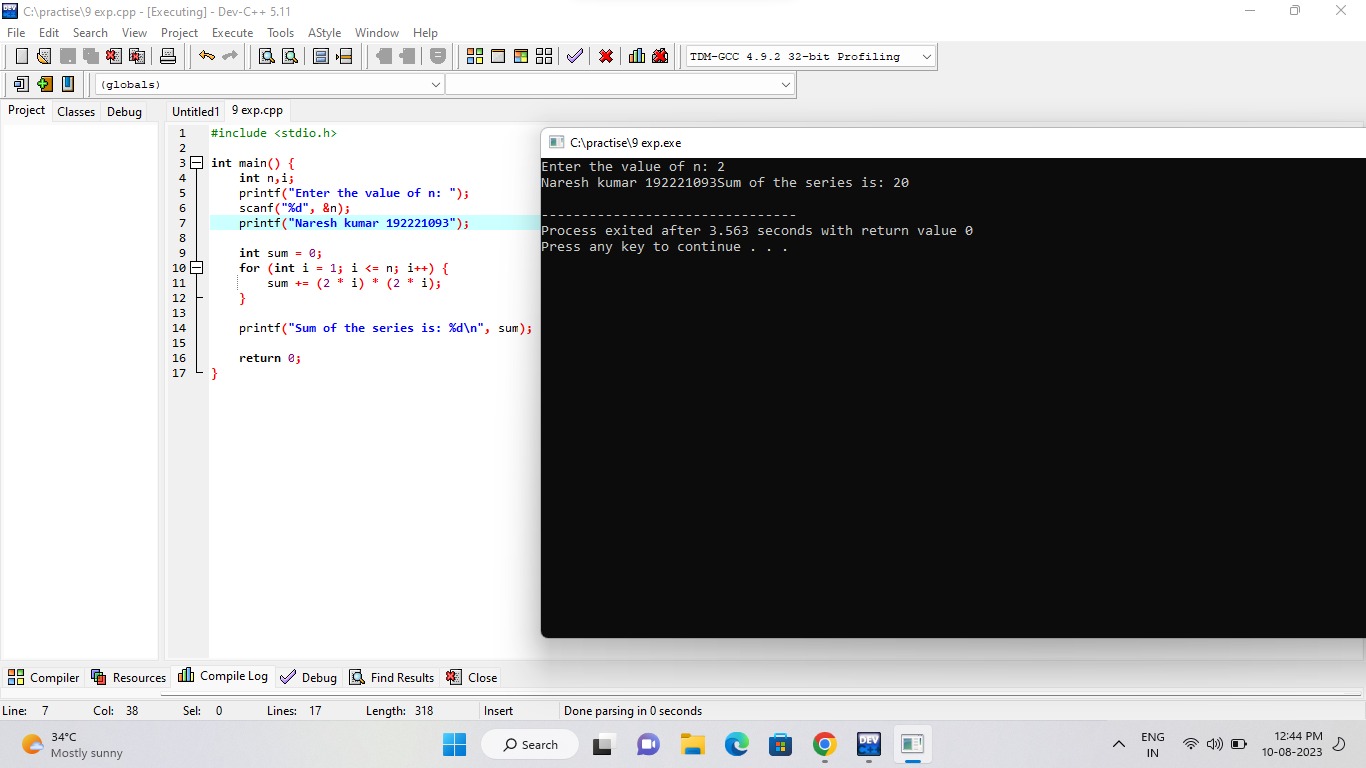 C:\practise\9 exp.cpp - [Executing] - Dev-C++ 5.11
File Edit Search View Project Execute Tools AStyle Window Help
TDM-GCC 4.9.2 32-bit Profiling
(globals)
Project Classes Debug Untitled1 9 exp.cpp
1 #include <stdio.h>
2
3 int main() {
4 int n,i;
5 printf("Enter the value of n: ");
6 scanf("%d", &n);
7 printf("Naresh kumar 192221093");
8
9 int sum = 0;
10 for (int i = 1; i <= n; i++) {
11 sum += (2 * i) * (2 * i);
12 }
13
14 printf("Sum of the series is: %d\n", sum);
15
16 return 0;
17 }
C:\practise\9 exp.exe
Enter the value of n: 2
Naresh kumar 192221093Sum of the series is: 20
--------------------------------
Process exited after 3.563 seconds with return value 0
Press any key to continue . . .
Compiler Resources Compile Log Debug Find Results Close
Line: 7 Col: 38 Sel: 0 Lines: 17 Length: 318 Insert Done parsing in 0 seconds
34°C
Mostly sunny
Search
DEV
ENG
IN
12:44 PM
10-08-2023